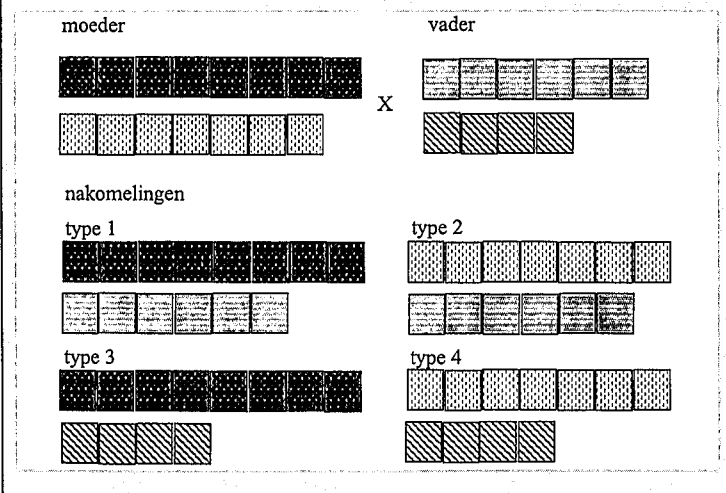 moeder
vader
X
nakomelingen
type 1
type 2
type 3
type 4